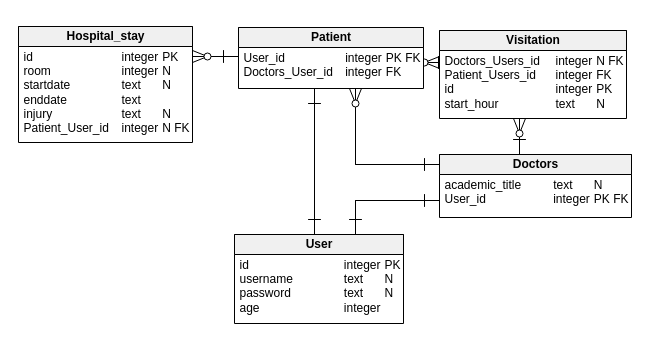 Hospital_stay
id integer PK
room integer N
startdate text N
enddate text
injury text N
Patient_User_id integer N FK
Patient
User_id integer PK FK
Doctors_User_id integer FK
Visitation
Doctors_Users_id integer N FK
Patient_Users_id integer FK
id integer PK
start_hour text N
Doctors
academic_title text N
User_id integer PK FK
User
id integer PK
username text N
password text N
age integer